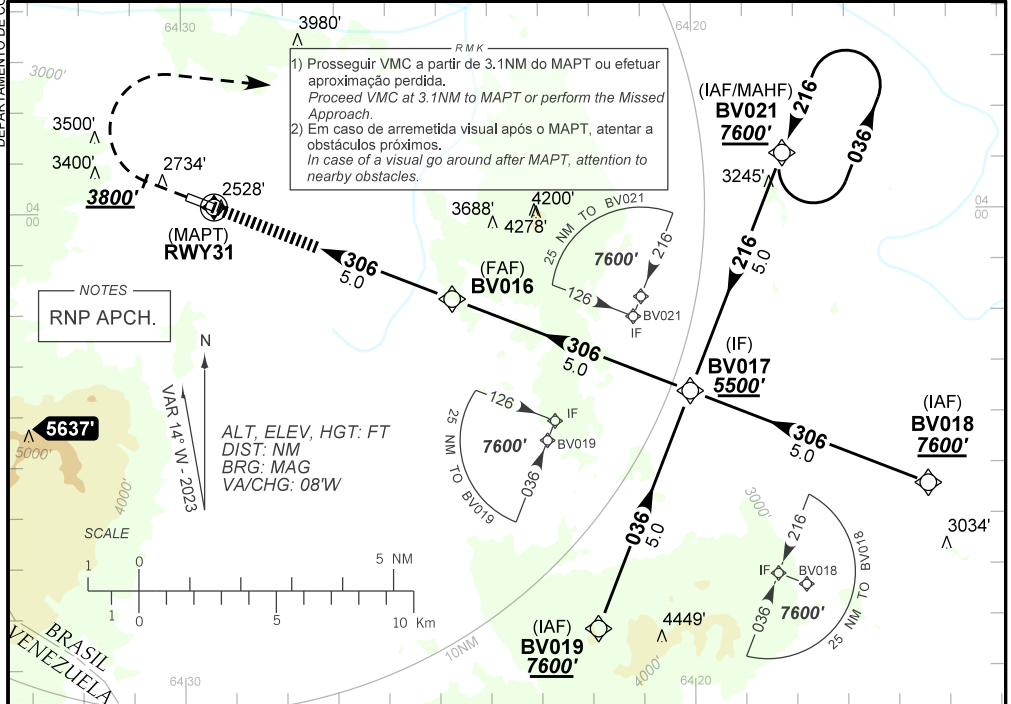 DEPARTAMENTO DE CO
64 30
64 20
3980'
3000'
RMK
1) Prosseguir VMC a partir de 3.1NM do MAPT ou efetuar
aproximação perdida.
Proceed VMC at 3.1NM to MAPT or perform the Missed
Approach.
2) Em caso de arremetida visual após o MAPT, atentar a
obstáculos próximos.
In case of a visual go around after MAPT, attention to
nearby obstacles.
(IAF/MAHF)
BV021
7600'
216
036
3500'
3400'
2734'
3800'
2528'
3245'
04
00
04
00
(MAPT)
RWY31
3688'
4200'
4278'
25 NM TO BV021
216
7600'
126
BV021
IF
216
5.0
306
5.0
(FAF)
BV016
NOTES
RNP APCH.
306
5.0
(IF)
BV017
5500'
N
VAR 14° W - 2023
5637'
5000'
4000'
ALT, ELEV, HGT: FT
DIST: NM
BRG: MAG
VA/CHG: 08'W
126
IF
7600'
BV019
036
25 NM TO BV019
306
5.0
(IAF)
BV018
7600'
3034'
036
5.0
3000'
216
IF
BV018
7600'
036
25 NM TO BV018
SCALE
1
0
5 NM
1
0
5
10 Km
(IAF)
BV019
7600'
4449'
4000'
10NM
BRASIL
VENEZUELA
64 30
64 20